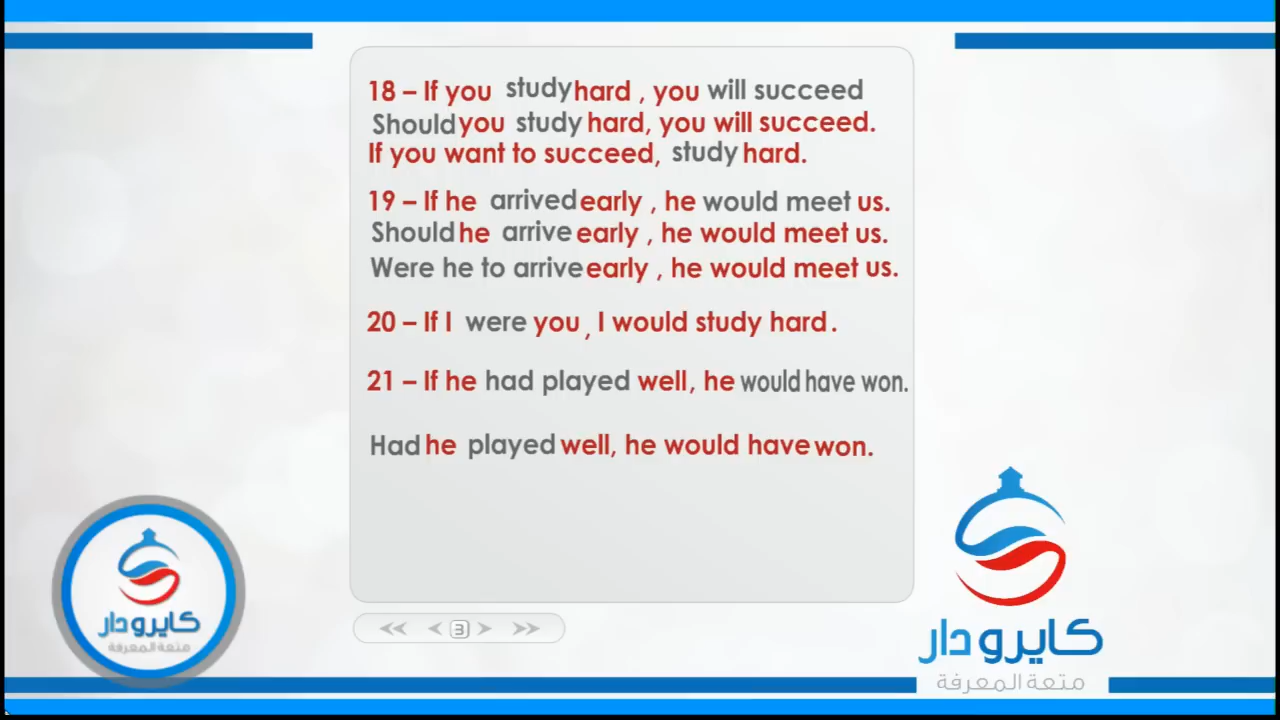 18 – If you study hard , you will succeed
Should you study hard, you will succeed.
If you want to succeed, study hard.
19 – If he arrived early , he would meet us.
Should he arrive early , he would meet us.
Were he to arrive early , he would meet us.
20 – If I were you , I would study hard .
21 – If he had played well, he would have won.
Had he played well, he would have won.
كايرودار
متعة المعرفة
3
كايرودار
متعة المعرفة